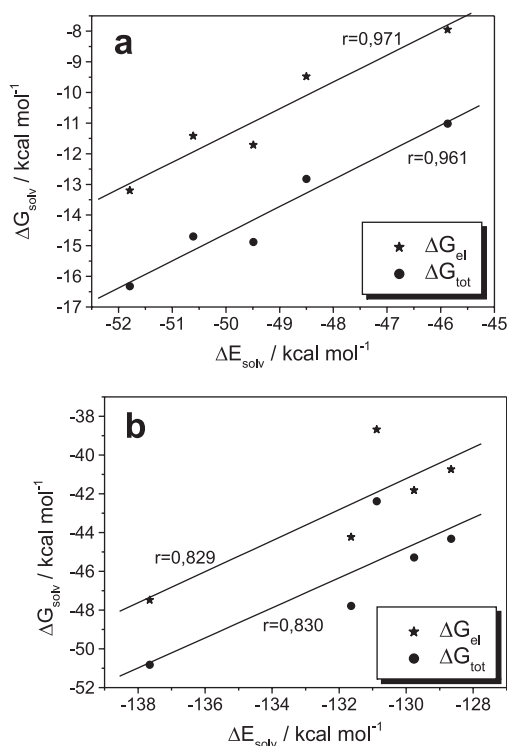 a
r=0,971
r=0,961
-8
-9
-10
-11
-12
-13
-14
-15
-16
-17
ΔG_solv / kcal mol⁻¹
★ ΔG_el
● ΔG_tot
-52 -51 -50 -49 -48 -47 -46 -45
ΔE_solv / kcal mol⁻¹
b
r=0,829
r=0,830
-38
-40
-42
-44
-46
-48
-50
-52
ΔG_solv / kcal mol⁻¹
★ ΔG_el
● ΔG_tot
-138 -136 -134 -132 -130 -128
ΔE_solv / kcal mol⁻¹